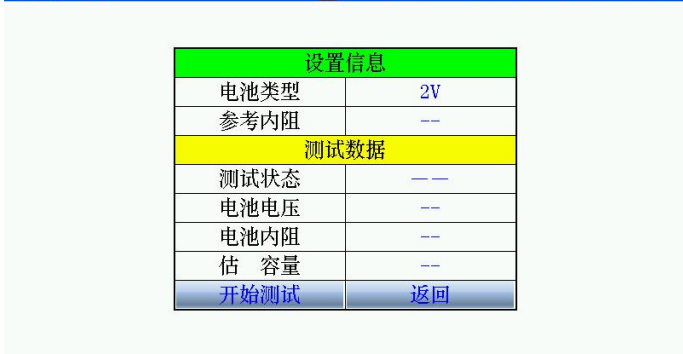 设置信息
电池类型 2V
参考内阻 --
测试数据
测试状态 ——
电池电压 --
电池内阻 --
估 容量 --
开始测试 返回